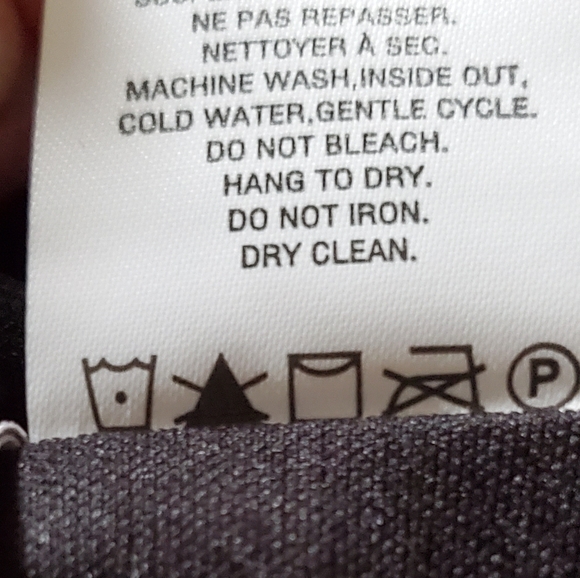 NE PAS REPASSER.
NETTOYER À SEC.
MACHINE WASH,INSIDE OUT,
COLD WATER,GENTLE CYCLE.
DO NOT BLEACH.
HANG TO DRY.
DO NOT IRON.
DRY CLEAN.
P